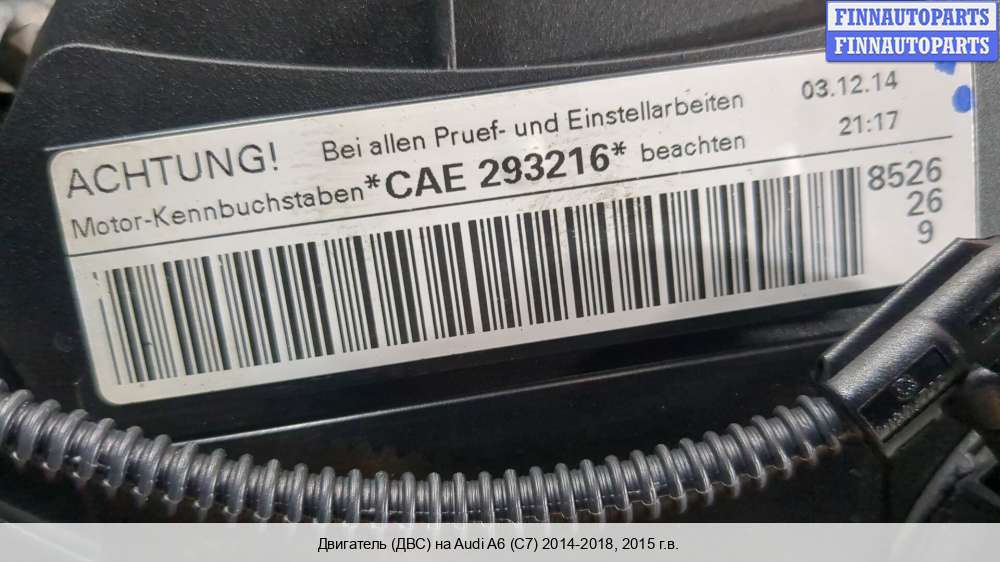 FINNAUTOPARTS
FINNAUTOPARTS
ACHTUNG! Bei allen Pruef- und Einstellarbeiten 03.12.14
Motor-Kennbuchstaben *CAE 293216* beachten 21:17
8526
26
9
Двигатель (ДВС) на Audi A6 (C7) 2014-2018, 2015 г.в.